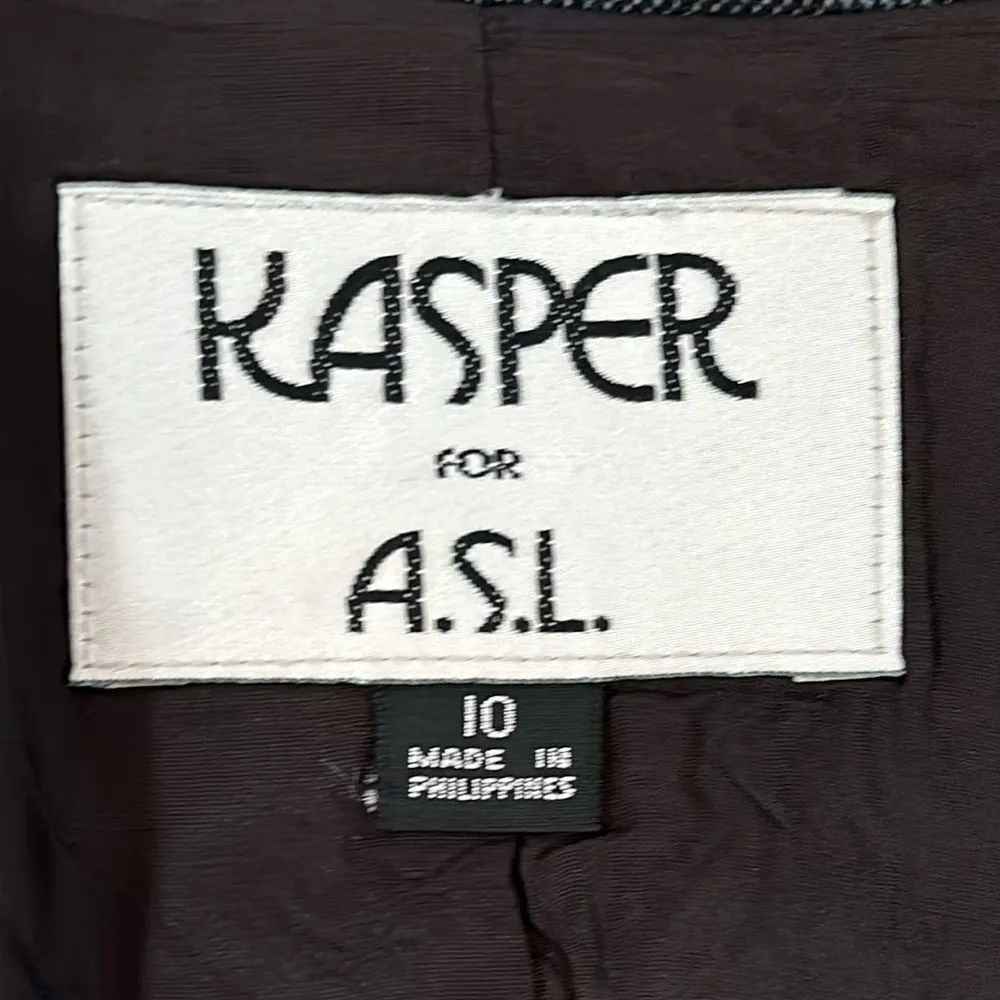 KASPER
FOR
A.S.L.
10
MADE IN
PHILIPPINES